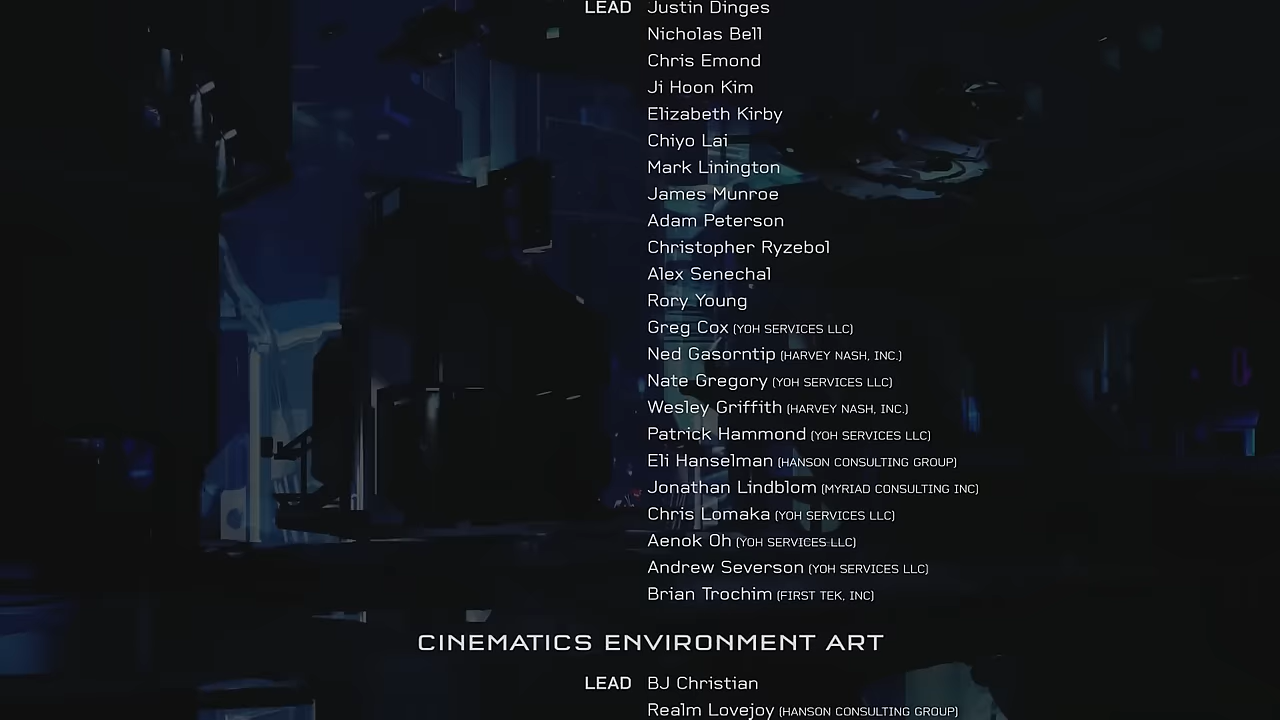 LEAD Justin Dinges
Nicholas Bell
Chris Emond
Ji Hoon Kim
Elizabeth Kirby
Chiyo Lai
Mark Linington
James Munroe
Adam Peterson
Christopher Ryzebol
Alex Senechal
Rory Young
Greg Cox (YOH SERVICES LLC)
Ned Gasorntip (HARVEY NASH, INC.)
Nate Gregory (YOH SERVICES LLC)
Wesley Griffith (HARVEY NASH, INC.)
Patrick Hammond (YOH SERVICES LLC)
Eli Hanselman (HANSON CONSULTING GROUP)
Jonathan Lindblom (MYRIAD CONSULTING INC)
Chris Lomaka (YOH SERVICES LLC)
Aenok Oh (YOH SERVICES LLC)
Andrew Severson (YOH SERVICES LLC)
Brian Trochim (FIRST TEK, INC)
CINEMATICS ENVIRONMENT ART
LEAD BJ Christian
Realm Lovejoy (HANSON CONSULTING GROUP)